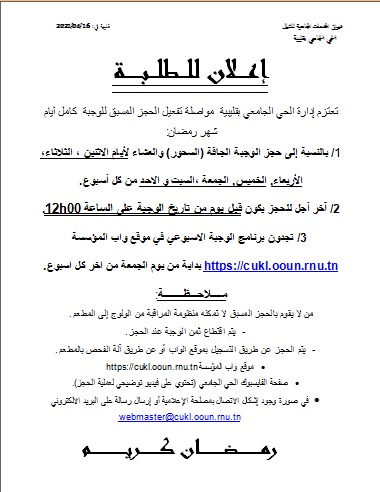 ديوان الخدمات الجامعية للشمال
قليبية في: 2021/04/16
الحي الجامعي بقليبية
إعلان للطلبة
تعتزم إدارة الحي الجامعي بقليبية مواصلة تفعيل الحجز المسبق للوجبة كامل أيام
شهر رمضان:
1/ بالنسبة إلى حجز الوجبة الجافة (السحور) والعشاء لأيام الاثنين ، الثلاثاء،
الأربعاء, الخميس, الجمعة ,السبت و الاحد من كل أسبوع.
2/ آخر أجل للحجز يكون قبل يوم من تاريخ الوجبة على الساعة 12h00.
3/ تجدون برنامج الوجبة الاسبوعي في موقع واب المؤسسة
https://cukl.ooun.rnu.tn بداية من يوم الجمعة من اخر كل اسبوع.
مــلاحظــــة:
من لا يقوم بالحجز المسبق لا تمكنه منظومة المراقبة من الولوج إلى المطعم.
- يتم اقتطاع ثمن الوجبة عند الحجز.
- يتم الحجز عن طريق التسجيل بموقع الواب أو عن طريق آلة الفحص بالمطعم.
• موقع واب المؤسسة https://cukl.ooun.rnu.tn
• صفحة الفايسبوك الحي الجامعي (تحتوي على فيديو توضيحي لعملية الحجز).
• في صورة وجود إشكال الاتصال بمصلحة الإعلامية أو إرسال رسالة على البريد الالكتروني
webmaster@cukl.ooun.rnu.tn
رمضان كريم